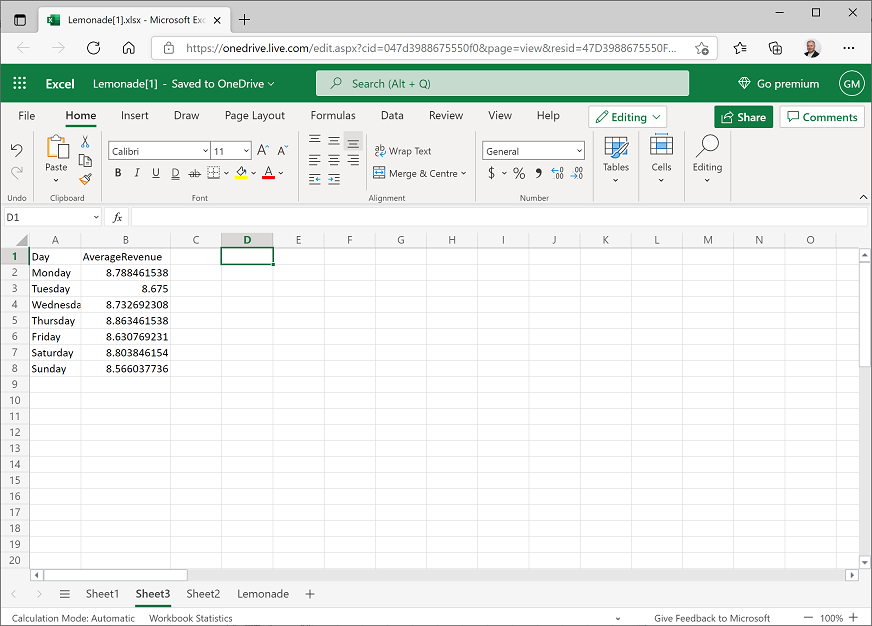 Lemonade[1].xlsx - Microsoft Exc
https://onedrive.live.com/edit.aspx?cid=047d3988675550f0&page=view&resid=47D3988675550F...
Excel Lemonade[1] - Saved to OneDrive Search (Alt + Q) Go premium GM
File Home Insert Draw Page Layout Formulas Data Review View Help Editing Share Comments
Paste Calibri 11 A A Wrap Text General Tables Cells Editing
B I U D ab A Merge & Centre $ % 9 .00 .00
Undo Clipboard Font Alignment Number
D1 fx
A B C D E F G H I J K L M N O
1 Day AverageRevenue
2 Monday 8.788461538
3 Tuesday 8.675
4 Wednesda 8.732692308
5 Thursday 8.863461538
6 Friday 8.630769231
7 Saturday 8.803846154
8 Sunday 8.566037736
9
10
11
12
13
14
15
16
17
18
19
20
Sheet1 Sheet3 Sheet2 Lemonade +
Calculation Mode: Automatic Workbook Statistics Give Feedback to Microsoft 100%